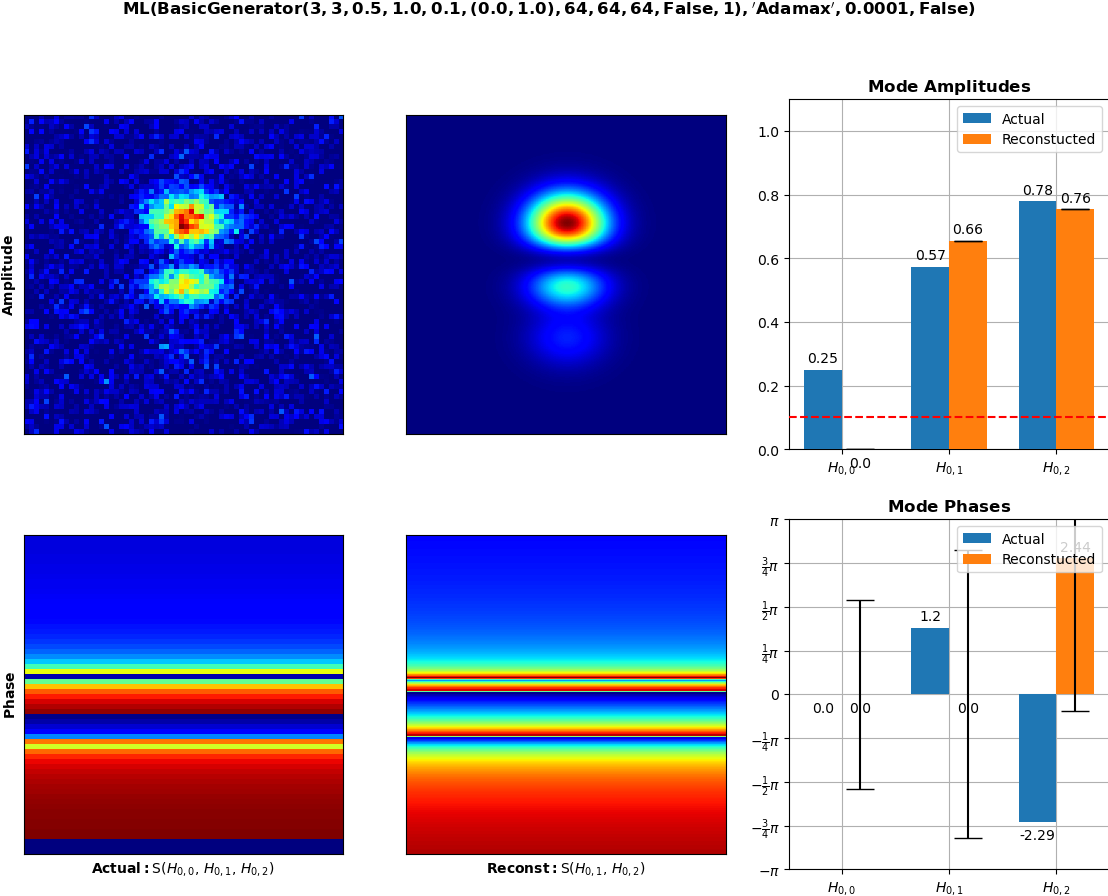 ML(BasicGenerator(3, 3, 0.5, 1.0, 0.1, (0.0, 1.0), 64, 64, 64, False, 1), ′Adamax′, 0.0001, False)
Amplitude
Mode Amplitudes
Actual
Reconstucted
1.0
0.8
0.6
0.4
0.2
0.0
0.25
0.0
0.57
0.66
0.78
0.76
H0,0
H0,1
H0,2
Phase
Actual: S(H0,0, H0,1, H0,2)
Reconst: S(H0,1, H0,2)
Mode Phases
Actual
Reconstucted
π
3/4π
1/2π
1/4π
0
−1/4π
−1/2π
−3/4π
−π
0.0
0.0
1.2
0.0
-2.29
2.44
H0,0
H0,1
H0,2